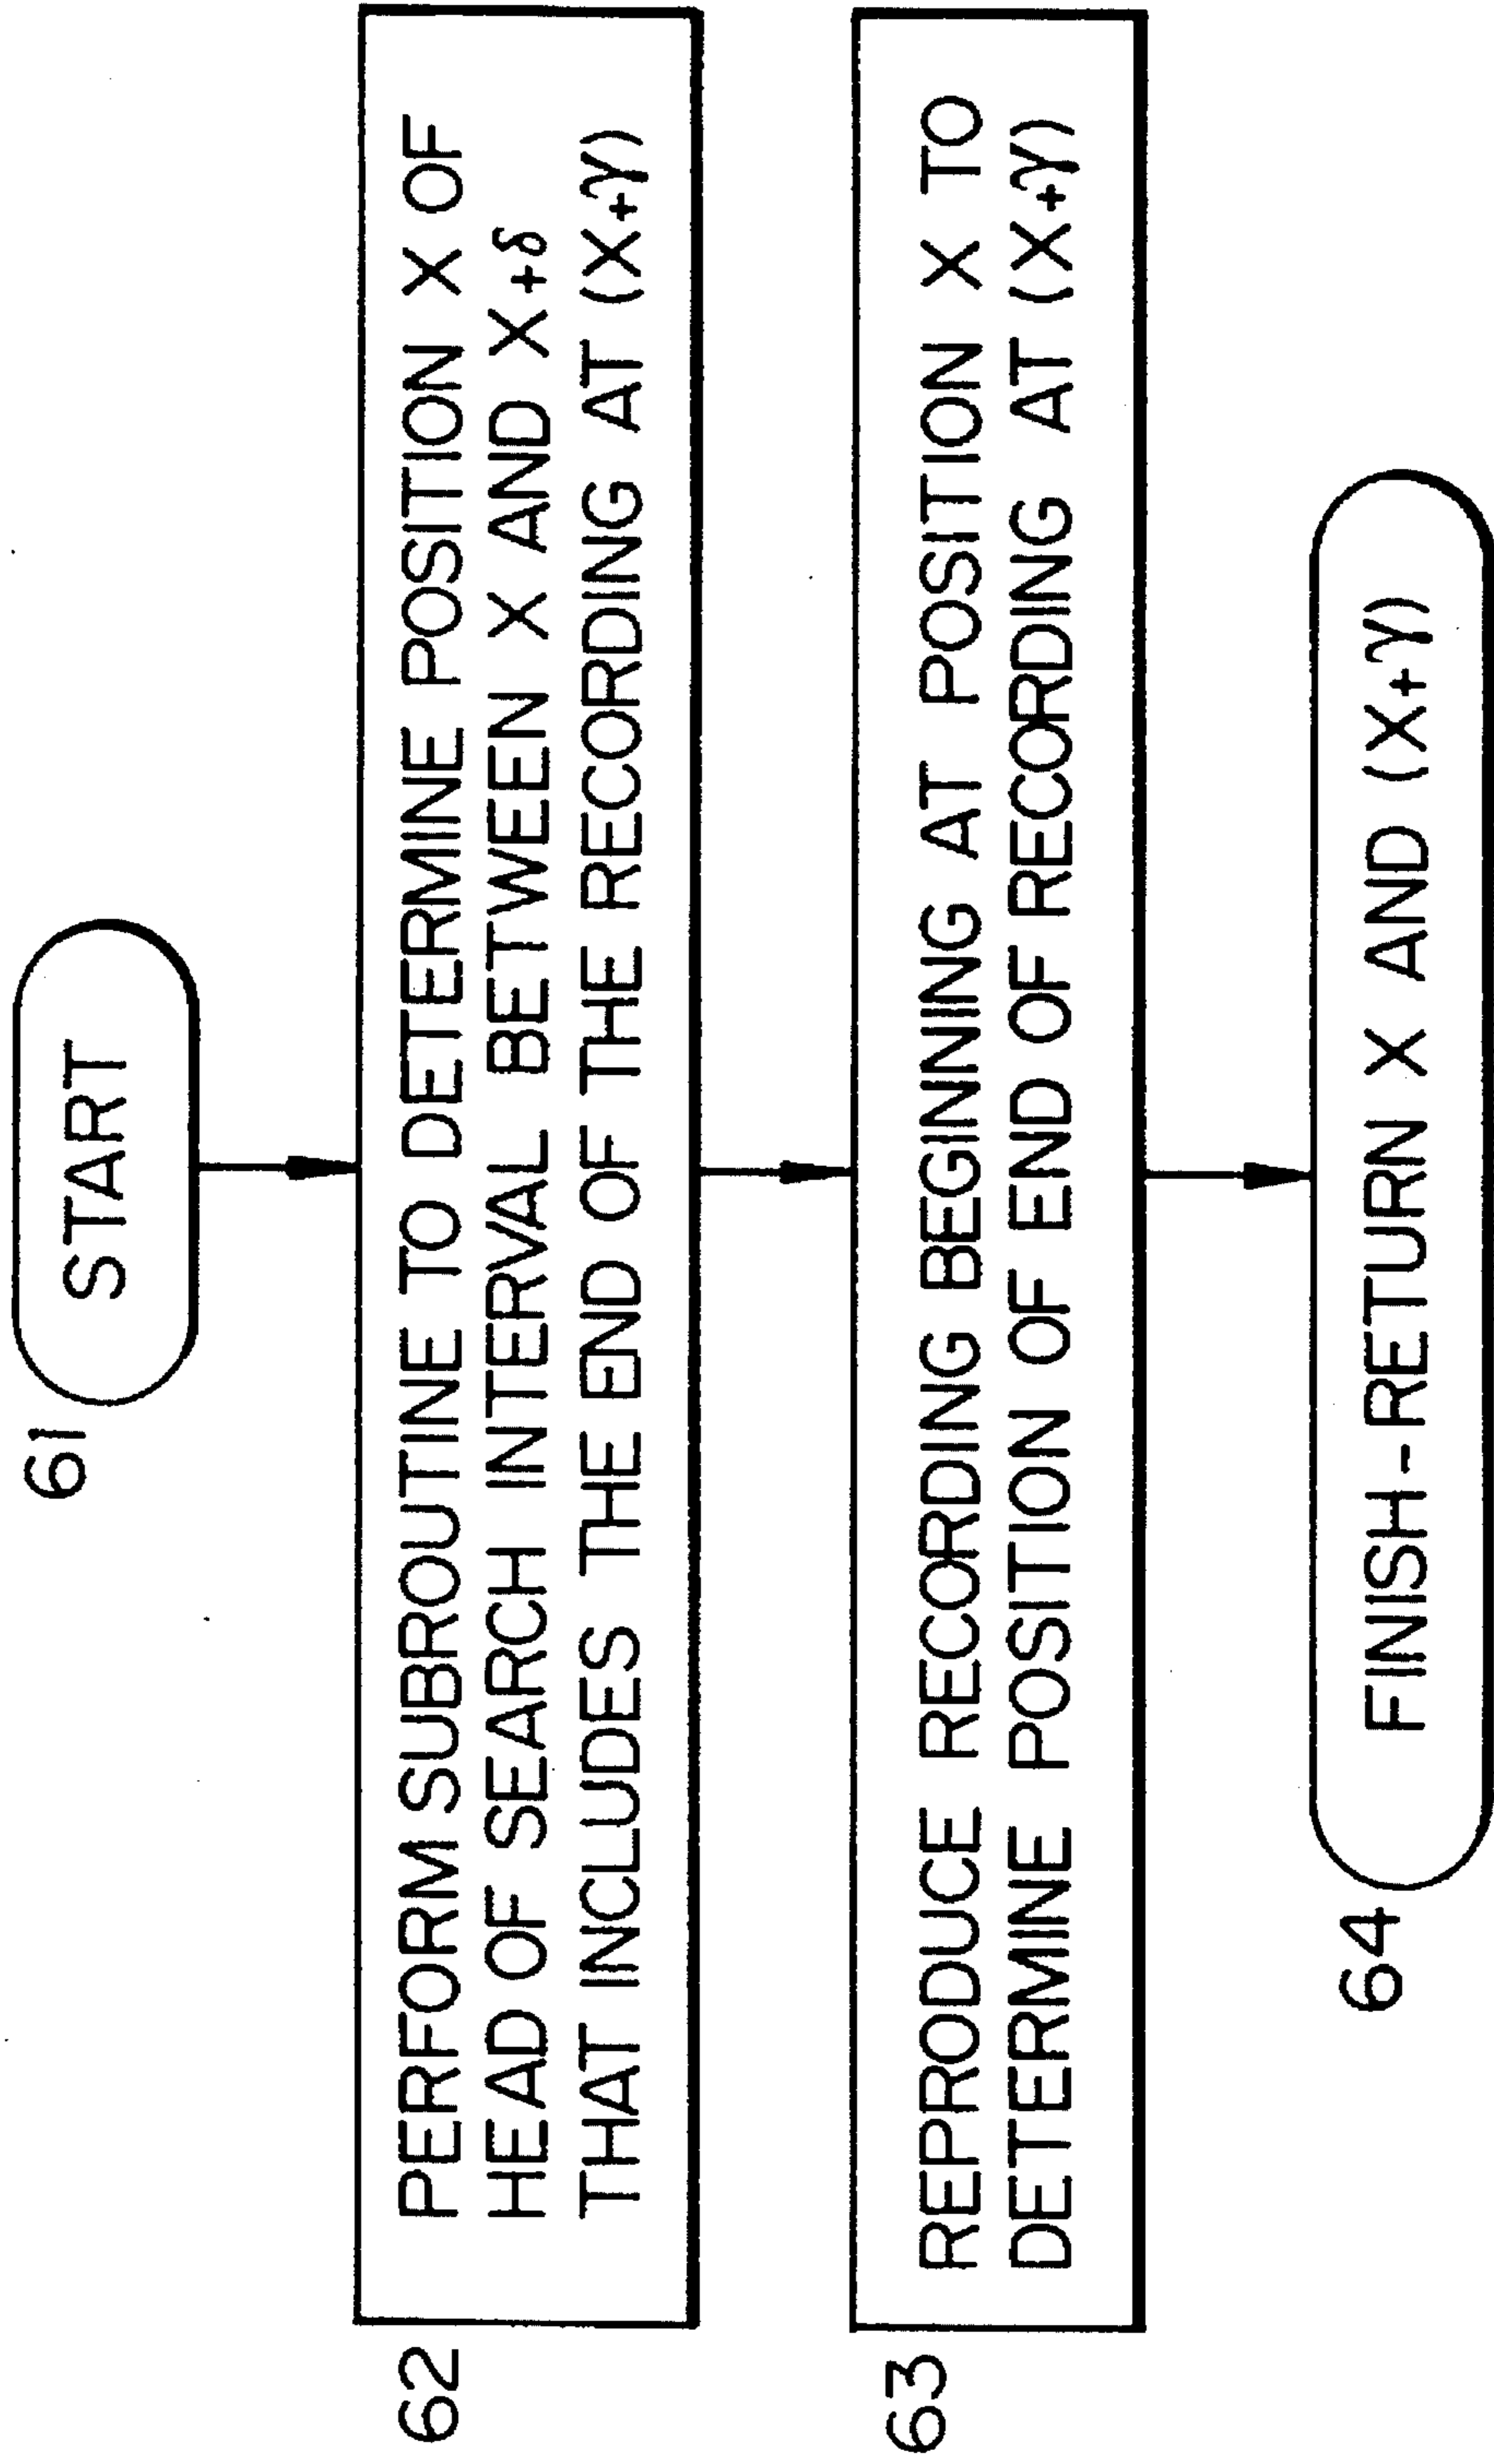 61
START
62
PERFORM SUBROUTINE TO DETERMINE POSITION X OF
HEAD OF SEARCH INTERVAL BETWEEN X AND X+δ
THAT INCLUDES THE END OF THE RECORDING AT (X+γ)
63
REPRODUCE RECORDING BEGINNING AT POSITION X TO
DETERMINE POSITION OF END OF RECORDING AT (X+γ)
64
FINISH-RETURN X AND (X+γ)